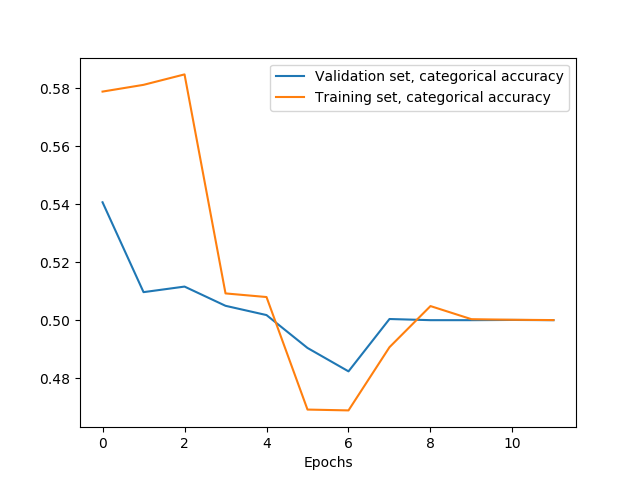 Validation set, categorical accuracy
Training set, categorical accuracy
0.58
0.56
0.54
0.52
0.50
0.48
0 2 4 6 8 10
Epochs